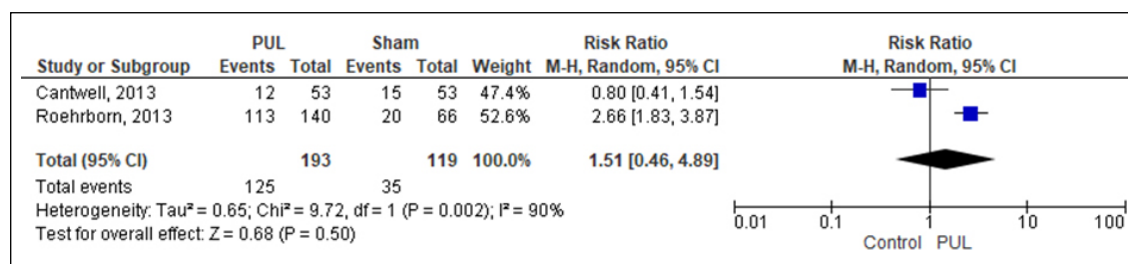 PUL Sham Risk Ratio Risk Ratio
Study or Subgroup Events Total Events Total Weight M-H, Random, 95% CI M-H, Random, 95% CI
Cantwell, 2013 12 53 15 53 47.4% 0.80 [0.41, 1.54]
Roehrborn, 2013 113 140 20 66 52.6% 2.66 [1.83, 3.87]
Total (95% CI) 193 119 100.0% 1.51 [0.46, 4.89]
Total events 125 35
Heterogeneity: Tau² = 0.65; Chi² = 9.72, df = 1 (P = 0.002); I² = 90%
Test for overall effect: Z = 0.68 (P = 0.50)
0.01 0.1 1 10 100
Control PUL